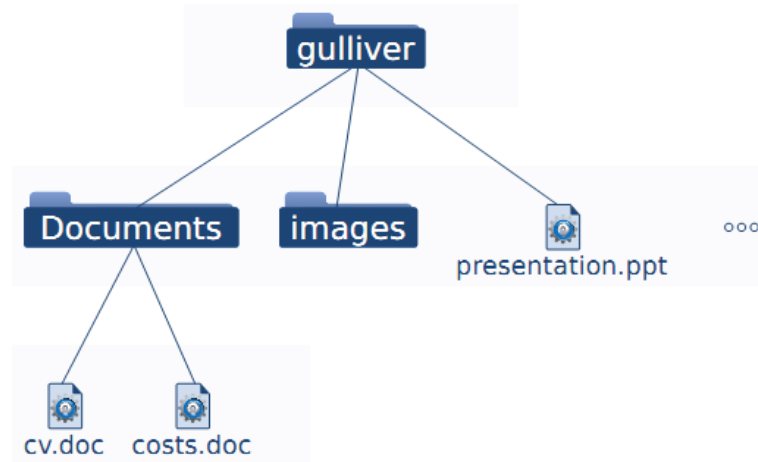 gulliver
Documents
images
presentation.ppt
cv.doc
costs.doc